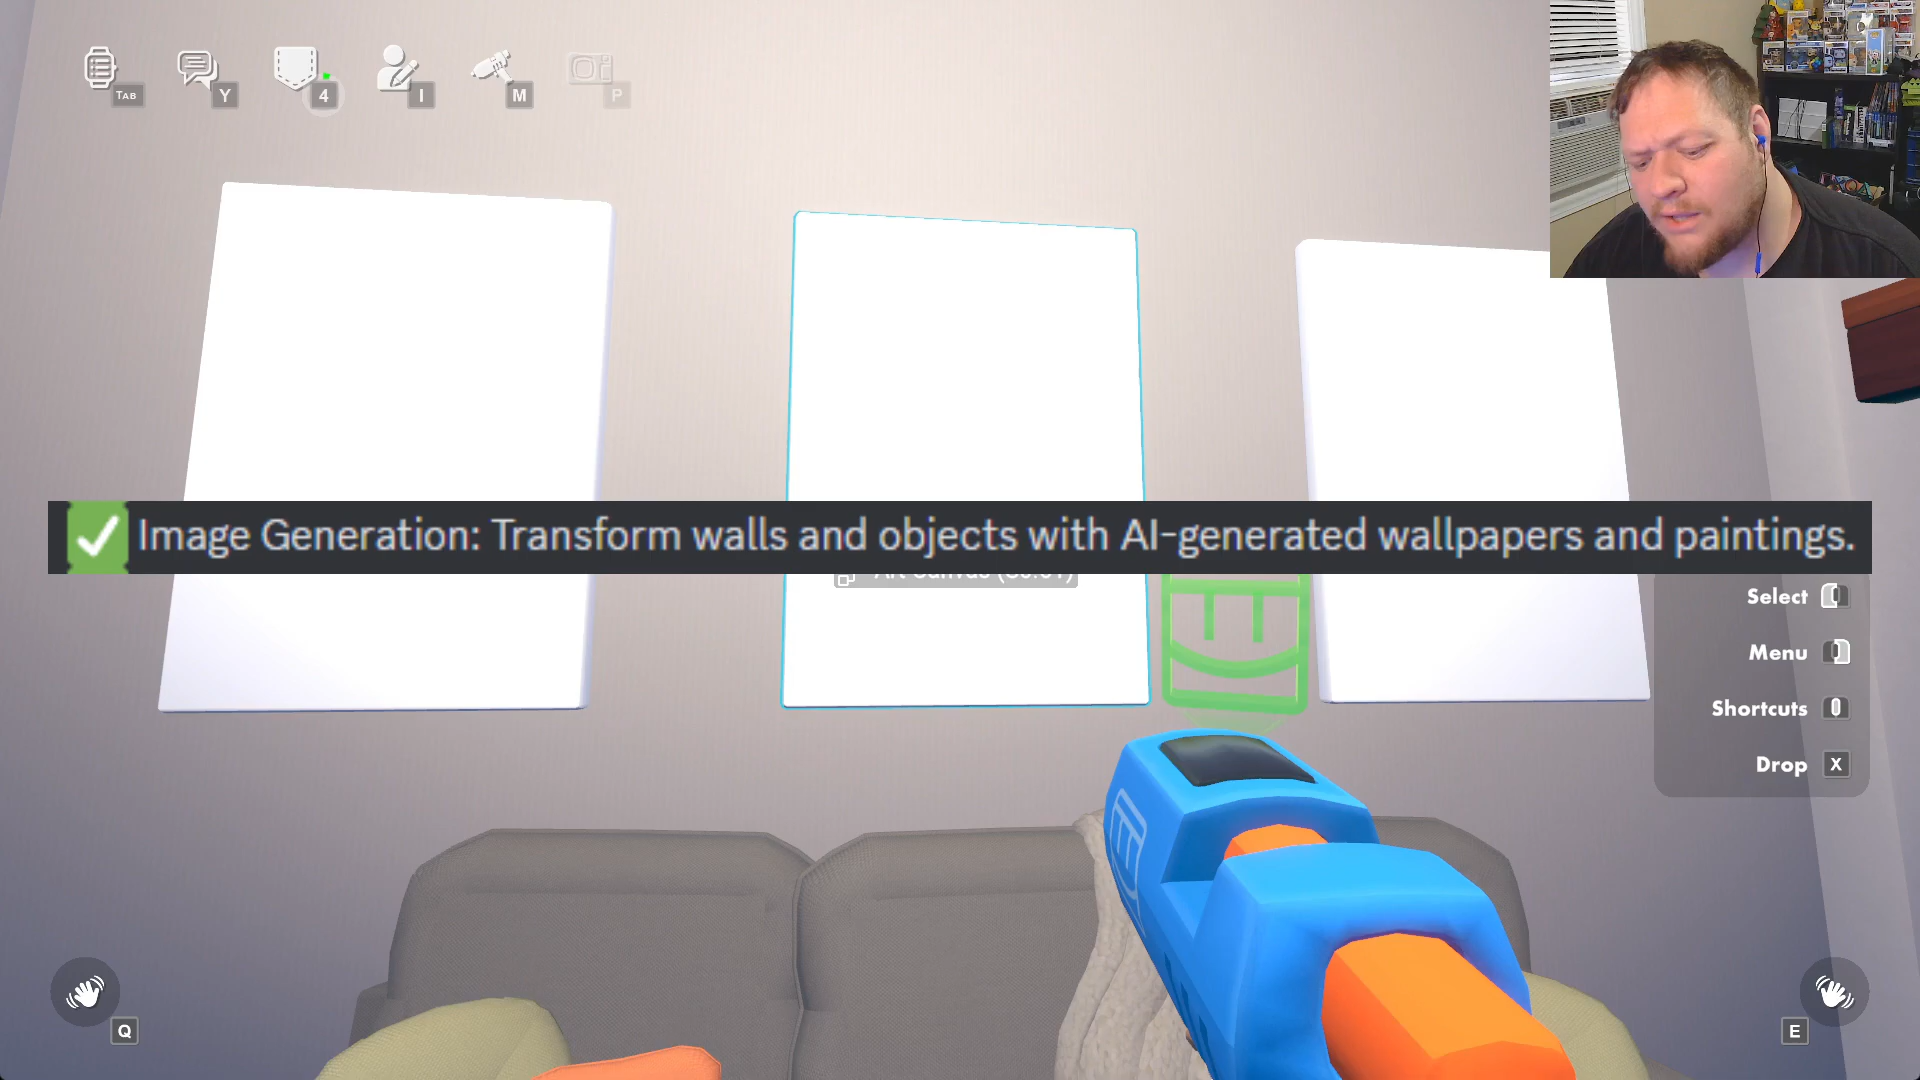 TAB
Y
4
I
M
P
✅ Image Generation: Transform walls and objects with AI-generated wallpapers and paintings.
Select
Menu
Shortcuts
Drop X
Q
E